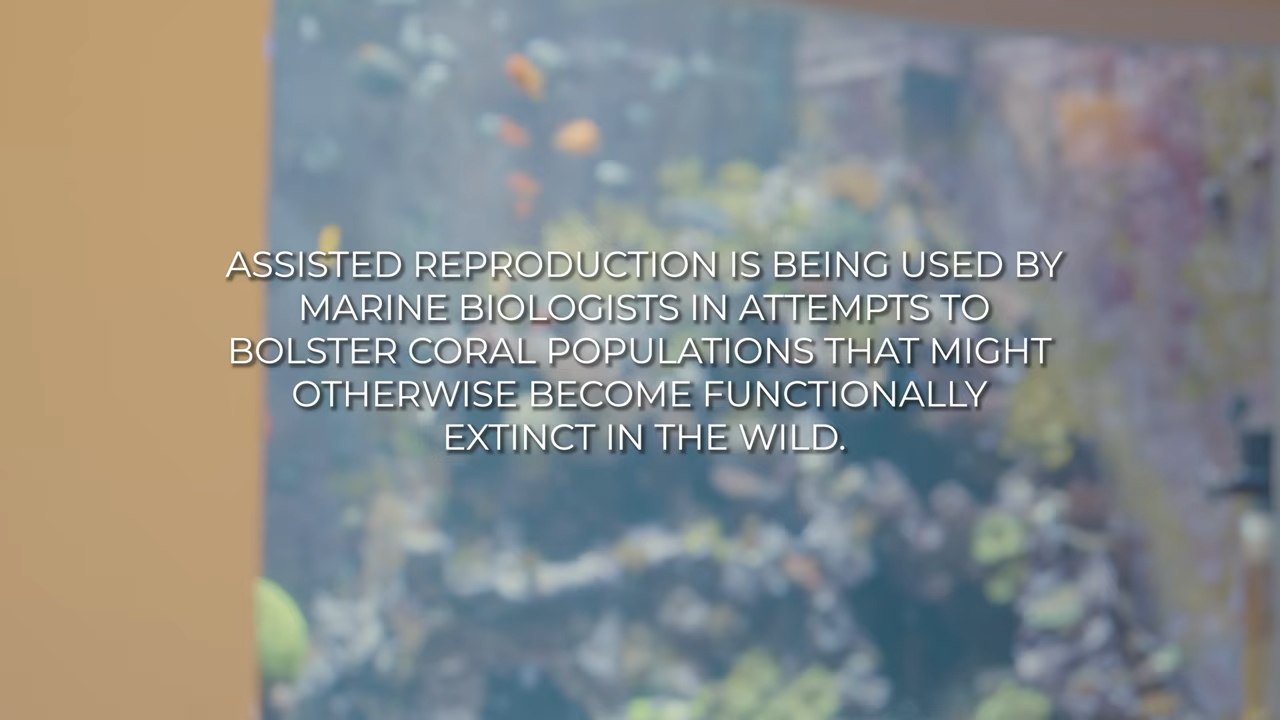 ASSISTED REPRODUCTION IS BEING USED BY
MARINE BIOLOGISTS IN ATTEMPTS TO
BOLSTER CORAL POPULATIONS THAT MIGHT
OTHERWISE BECOME FUNCTIONALLY
EXTINCT IN THE WILD.